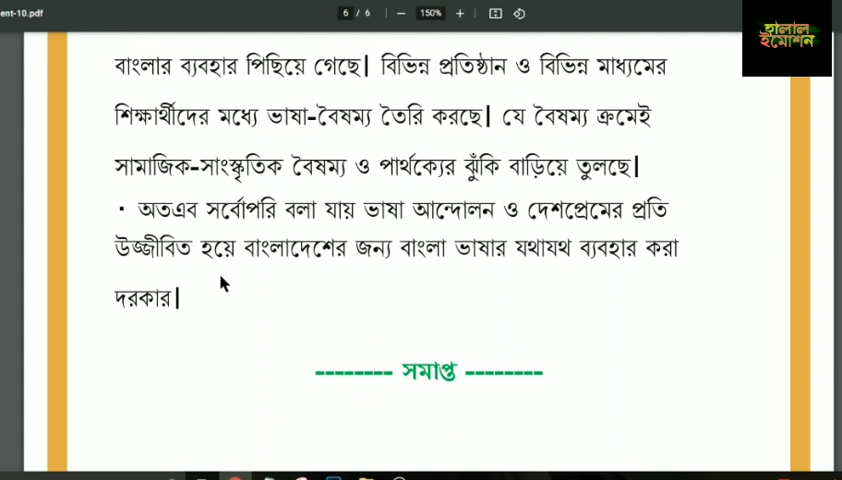 ent-10.pdf
6 / 6
150%
হালাল
ইমোশন
বাংলার ব্যবহার পিছিয়ে গেছে| বিভিন্ন প্রতিষ্ঠান ও বিভিন্ন মাধ্যমের
শিক্ষার্থীদের মধ্যে ভাষা-বৈষম্য তৈরি করছে| যে বৈষম্য ক্রমেই
সামাজিক-সাংস্কৃতিক বৈষম্য ও পার্থক্যের ঝুঁকি বাড়িয়ে তুলছে|
· অতএব সর্বোপরি বলা যায় ভাষা আন্দোলন ও দেশপ্রেমের প্রতি
উজ্জীবিত হয়ে বাংলাদেশের জন্য বাংলা ভাষার যথাযথ ব্যবহার করা
দরকার|
-------- সমাপ্ত --------